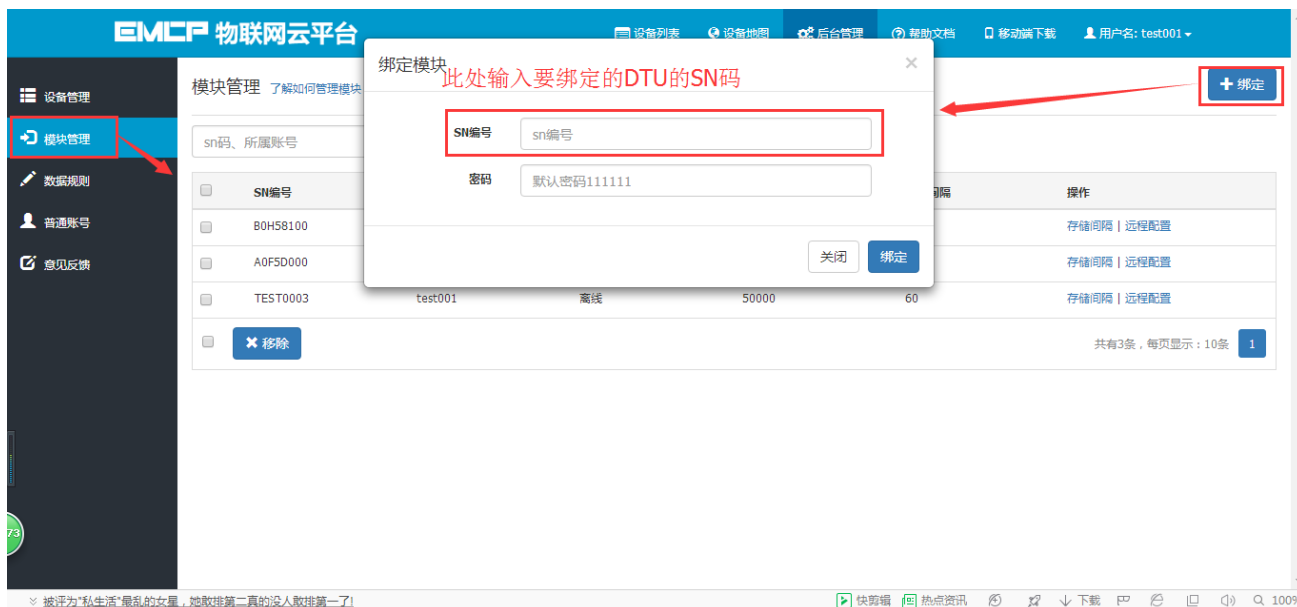 EMCP 物联网云平台
设备列表 设备地图 后台管理 帮助文档 移动端下载 用户名: test001
设备管理
模块管理
数据规则
普通账号
意见反馈
模块管理 了解如何管理模块
绑定
绑定模块 ×
此处输入要绑定的DTU的SN码
SN编号 sn编号
密码 默认密码111111
关闭 绑定
sn码、所属账号
SN编号 间隔 操作
B0H58100 存储间隔 | 远程配置
A0F5D000 存储间隔 | 远程配置
TEST0003 test001 离线 50000 60 存储间隔 | 远程配置
移除 共有3条，每页显示：10条 1
73
被评为"私生活"最乱的女星，她敢排第二真的没人敢排第一了! 快剪辑 热点资讯 下载 100%